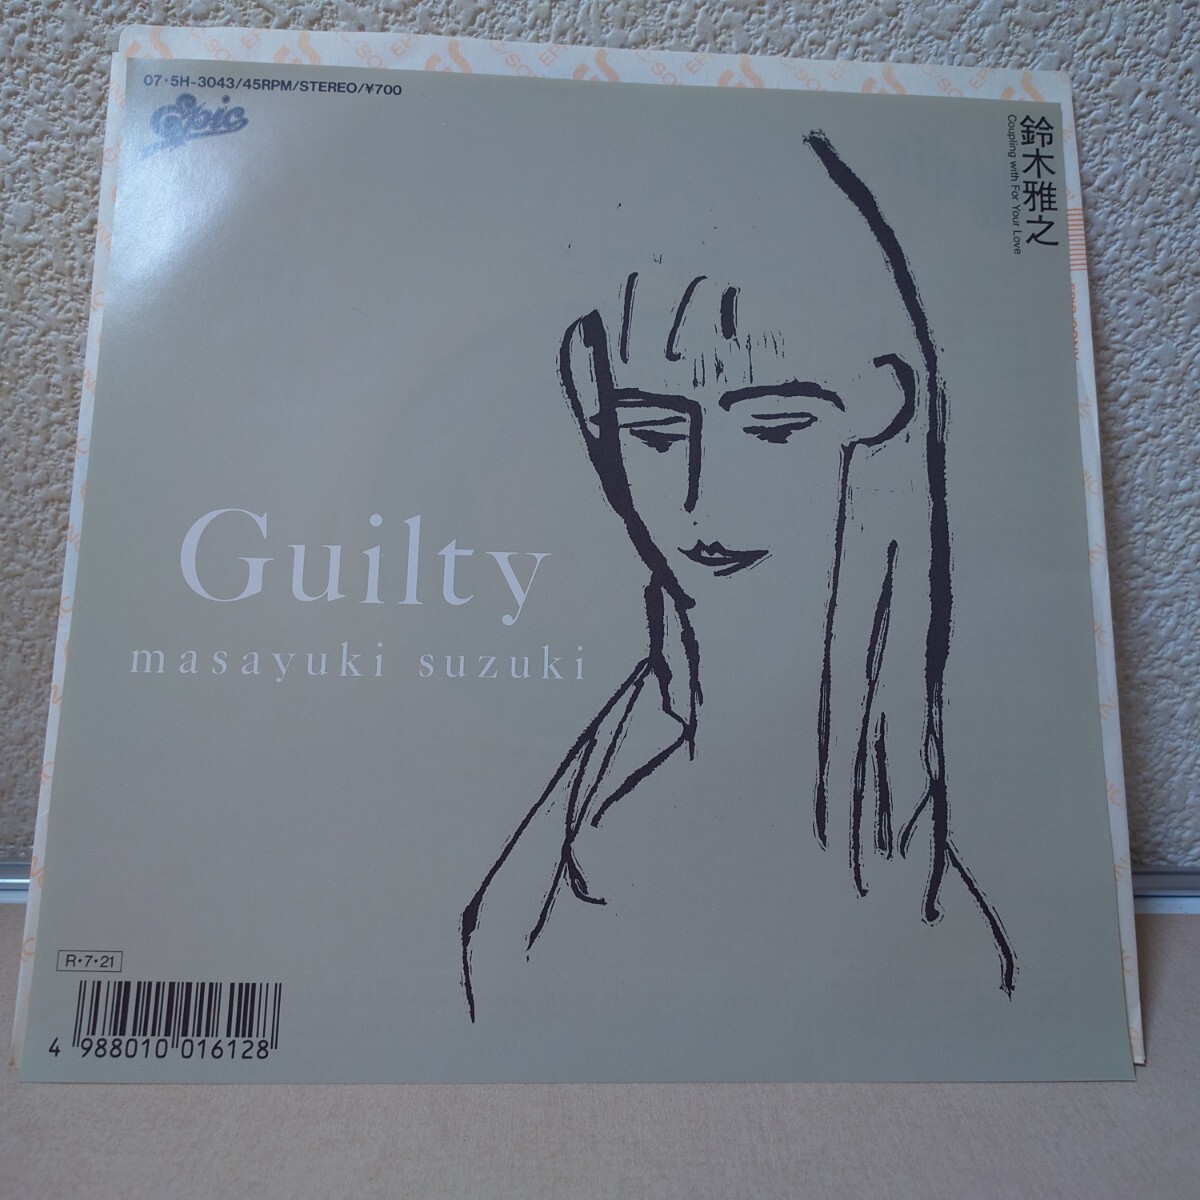 07・5H-3043/45RPM/STEREO/¥700
Epic
鈴木雅之
Coupling with For Your Love
Guilty
masayuki suzuki
R・7・21
4 988010 016128